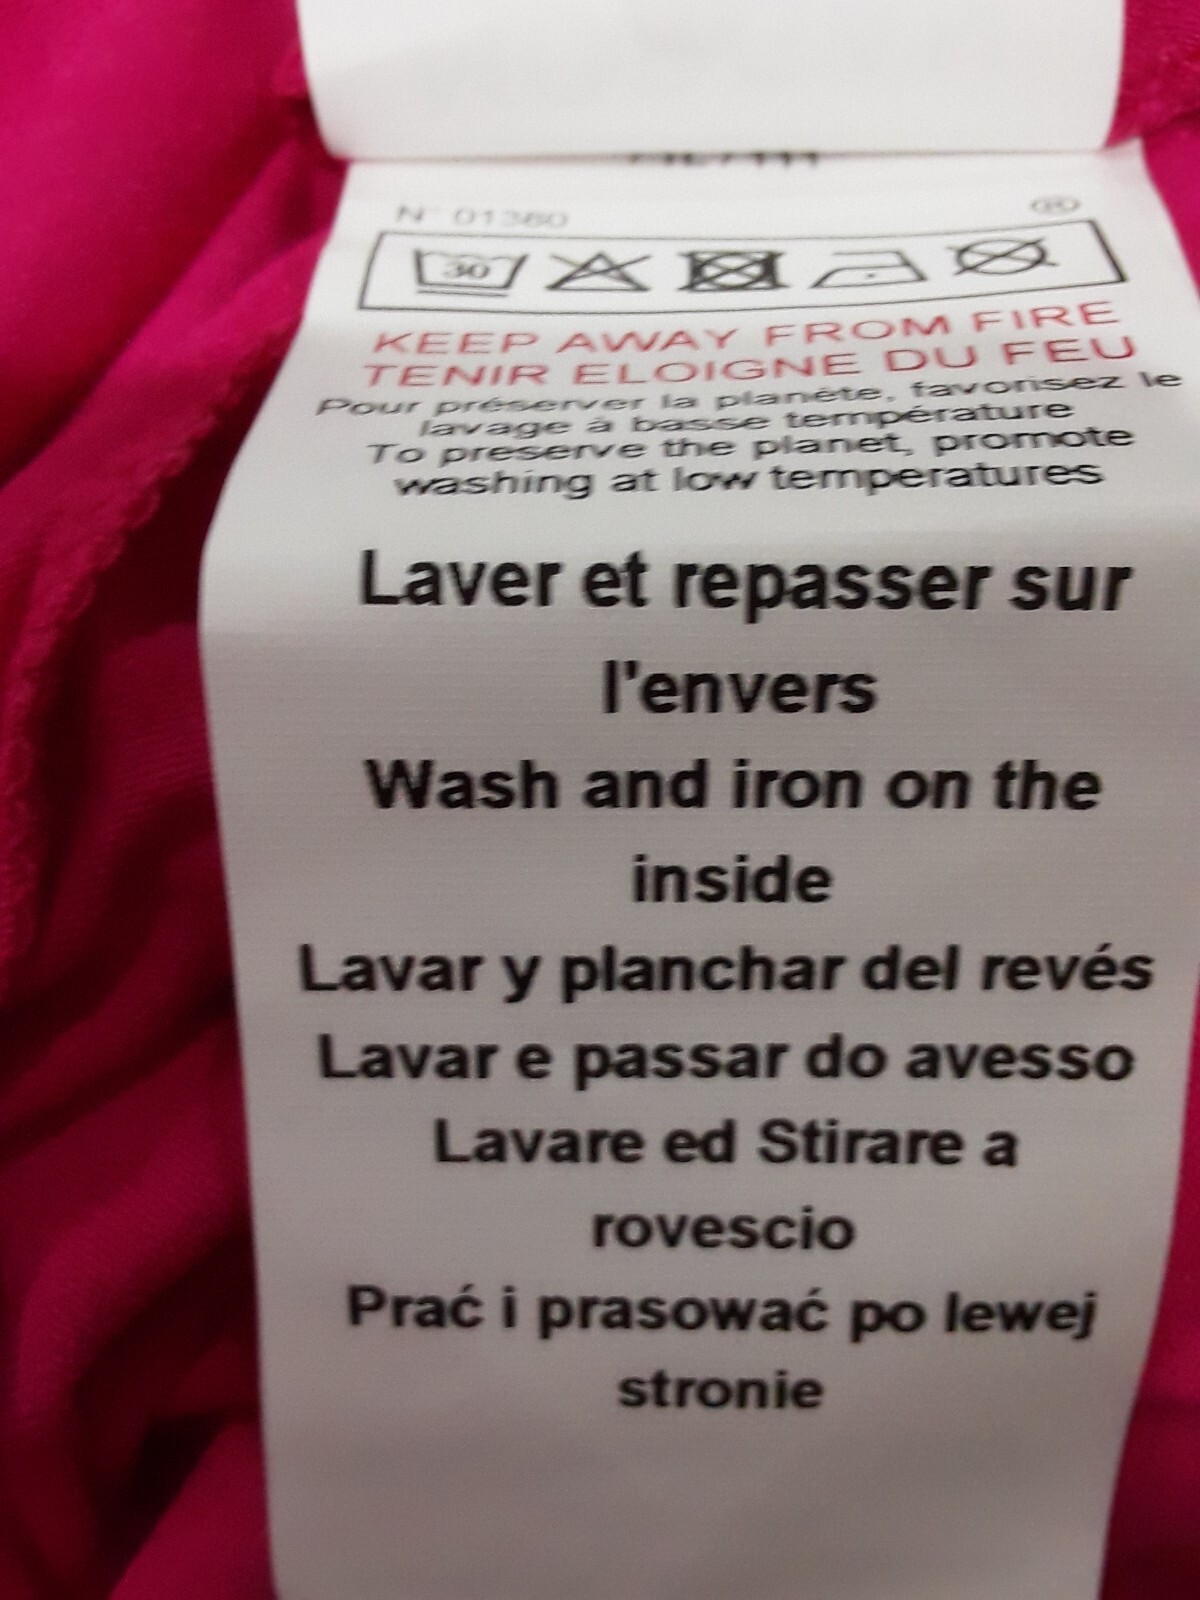 N° 01360
®
30
KEEP AWAY FROM FIRE
TENIR ELOIGNE DU FEU
Pour préserver la planète, favorisez le
lavage à basse température
To preserve the planet, promote
washing at low temperatures
Laver et repasser sur
l'envers
Wash and iron on the
inside
Lavar y planchar del revés
Lavar e passar do avesso
Lavare ed Stirare a
rovescio
Prać i prasować po lewej
stronie